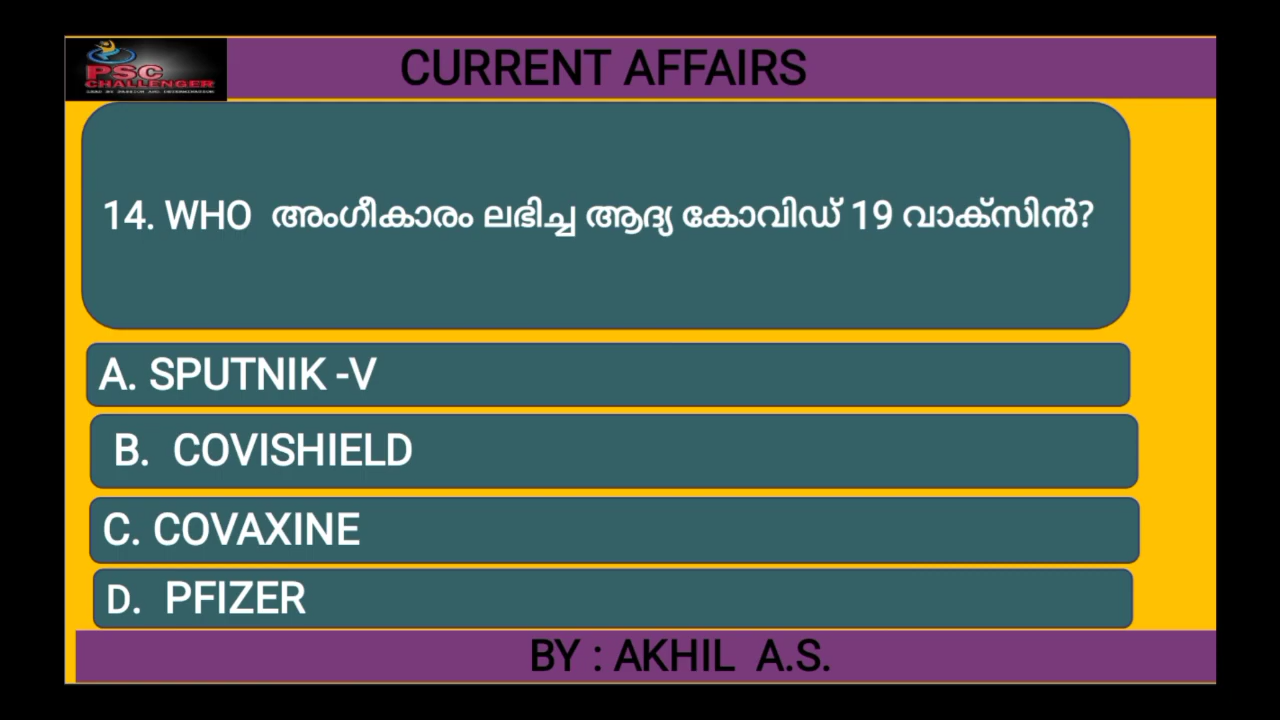 PSC
CHALLENGER
CURRENT AFFAIRS
14. WHO അംഗീകാരം ലഭിച്ച ആദ്യ കോവിഡ് 19 വാക്സിൻ?
A. SPUTNIK -V
B. COVISHIELD
C. COVAXINE
D. PFIZER
BY : AKHIL A.S.